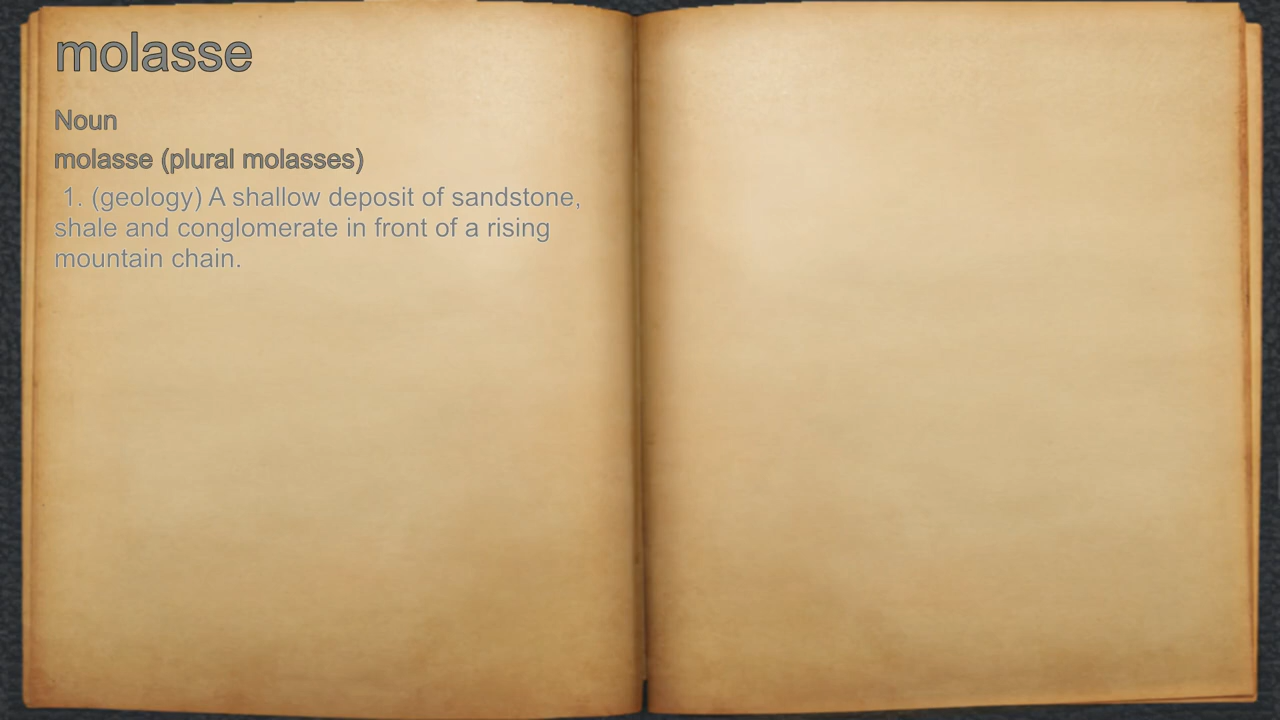 molasse
Noun
molasse (plural molasses)
1. (geology) A shallow deposit of sandstone,
shale and conglomerate in front of a rising
mountain chain.